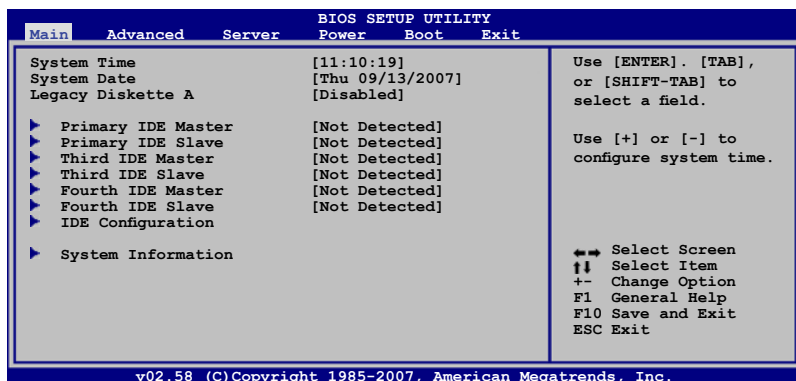 BIOS SETUP UTILITY
Main Advanced Server Power Boot Exit
System Time [11:10:19]
System Date [Thu 09/13/2007]
Legacy Diskette A [Disabled]
Primary IDE Master [Not Detected]
Primary IDE Slave [Not Detected]
Third IDE Master [Not Detected]
Third IDE Slave [Not Detected]
Fourth IDE Master [Not Detected]
Fourth IDE Slave [Not Detected]
IDE Configuration
System Information
Use [ENTER]. [TAB],
or [SHIFT-TAB] to
select a field.
Use [+] or [-] to
configure system time.
←→ Select Screen
↑↓ Select Item
+- Change Option
F1 General Help
F10 Save and Exit
ESC Exit
v02.58 (C)Copyright 1985-2007, American Megatrends, Inc.